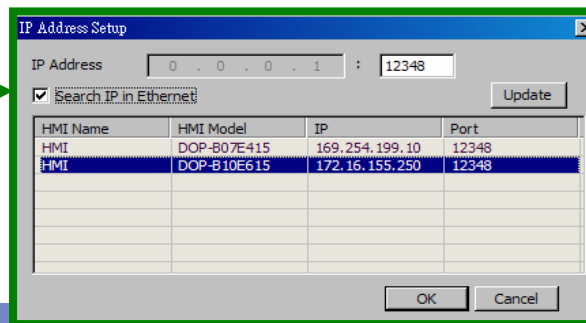 IP Address Setup
IP Address 0 . 0 . 0 . 1 : 12348
Search IP in Ethernet Update
HMI Name HMI Model IP Port
HMI DOP-B07E415 169.254.199.10 12348
HMI DOP-B10E615 172.16.155.250 12348
OK Cancel